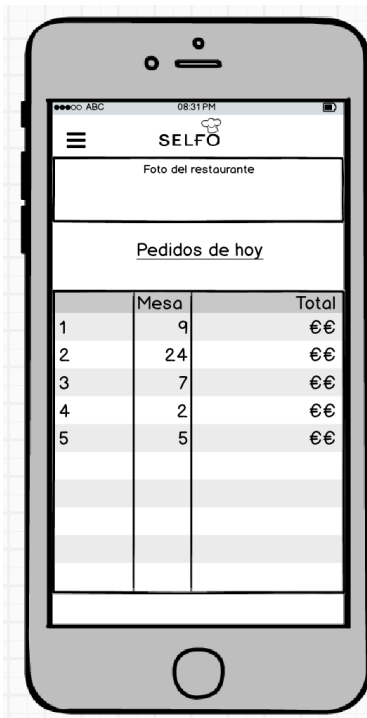 ABC 08:31 PM
SELFO
Foto del restaurante
Pedidos de hoy
Mesa Total
1 9 €€
2 24 €€
3 7 €€
4 2 €€
5 5 €€